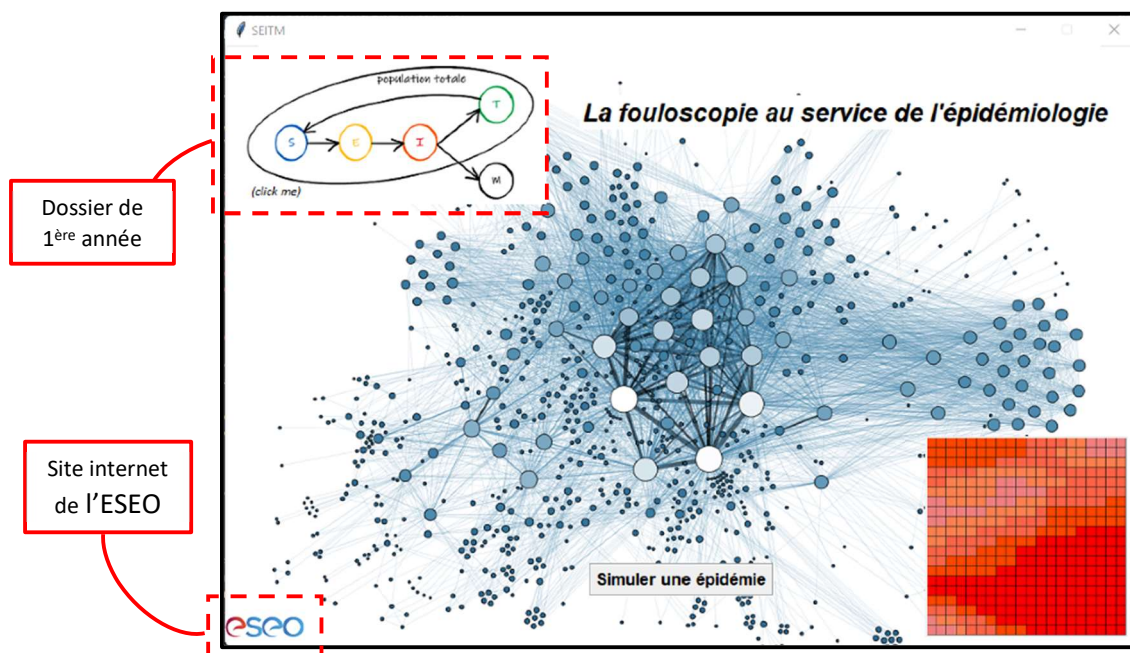 SEITM
population totale
T
S
E
I
M
(click me)
La fouloscopie au service de l'épidémiologie
Dossier de
1ère année
Site internet
de l'ESEO
Simuler une épidémie
eseo